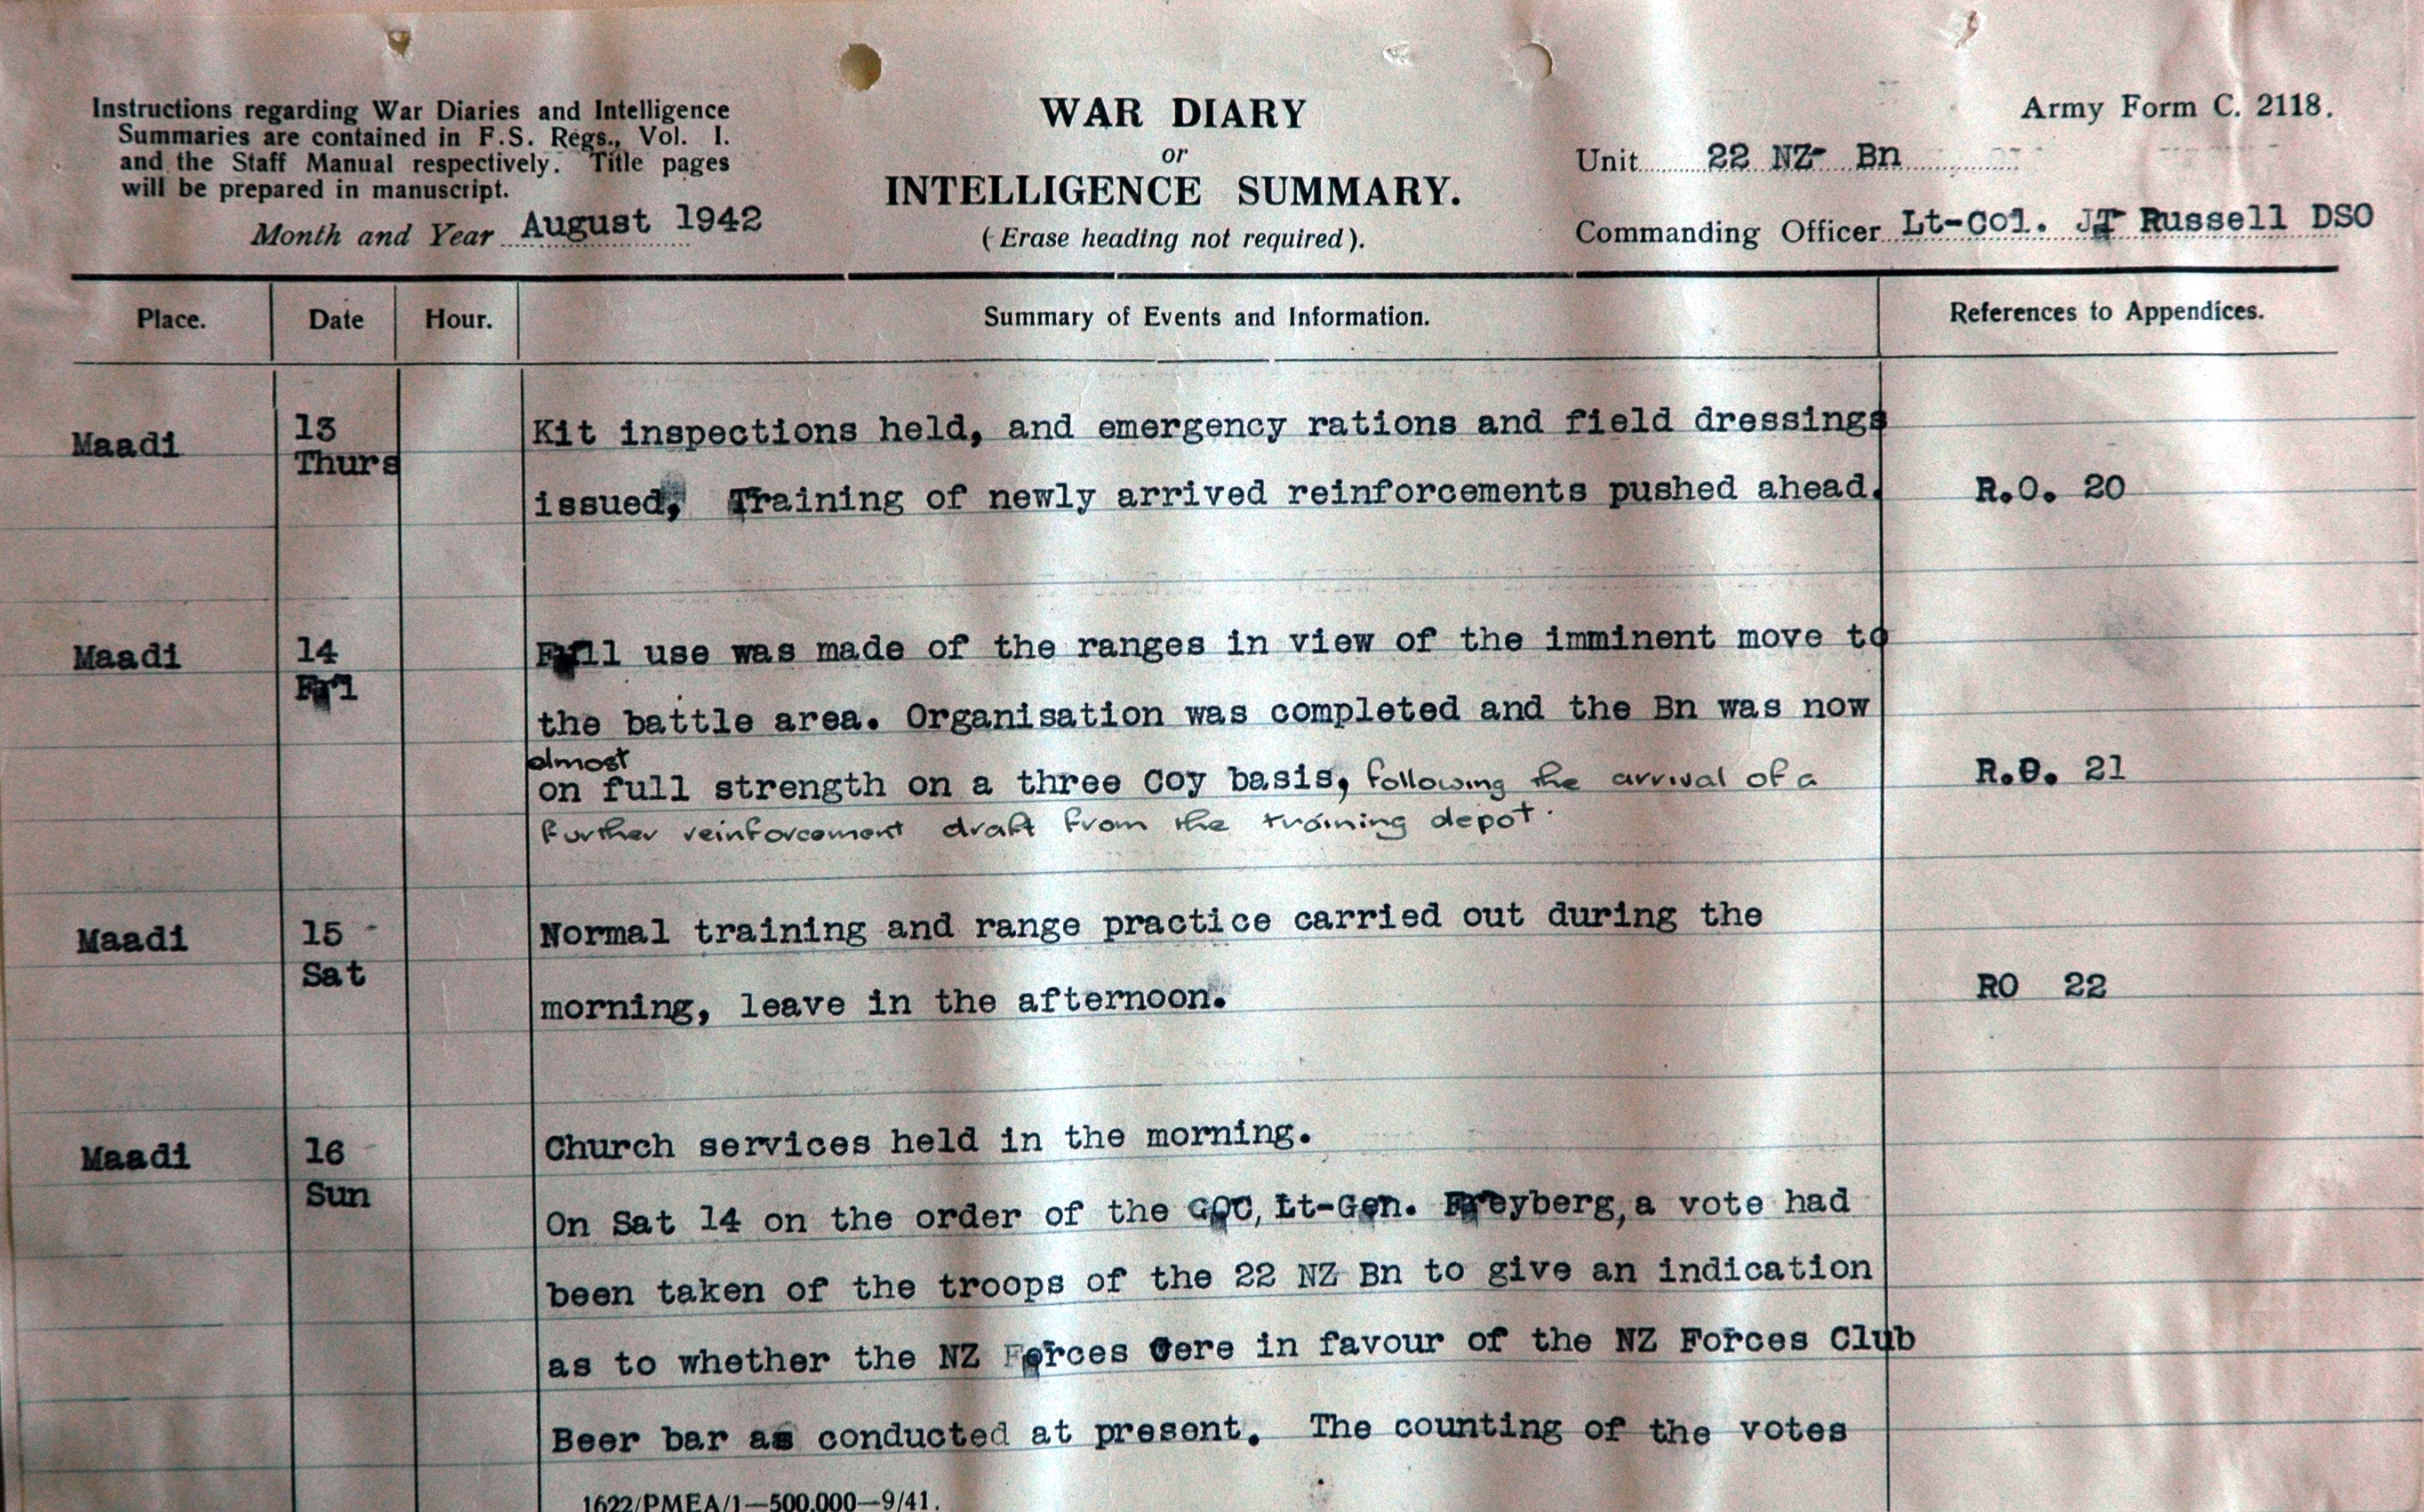 Instructions regarding War Diaries and Intelligence
Summaries are contained in F.S. Regs., Vol. I.
and the Staff Manual respectively. Title pages
will be prepared in manuscript.
Month and Year August 1942
WAR DIARY
or
INTELLIGENCE SUMMARY.
(Erase heading not required).
Army Form C. 2118.
Unit 22 NZ Bn
Commanding Officer Lt-Col. JT Russell DSO
Place. Date Hour. Summary of Events and Information. References to Appendices.
Maadi 13 Kit inspections held, and emergency rations and field dressings
Thurs
issued, Training of newly arrived reinforcements pushed ahead. R.O. 20
Maadi 14 Full use was made of the ranges in view of the imminent move to
Fri
the battle area. Organisation was completed and the Bn was now
almost
on full strength on a three Coy basis, following the arrival of a R.O. 21
further reinforcement draft from the training depot.
Maadi 15 Normal training and range practice carried out during the
Sat
morning, leave in the afternoon. RO 22
Maadi 16 Church services held in the morning.
Sun
On Sat 14 on the order of the GOC, Lt-Gen. Freyberg, a vote had
been taken of the troops of the 22 NZ Bn to give an indication
as to whether the NZ Forces were in favour of the NZ Forces Club
Beer bar as conducted at present. The counting of the votes
1622/PMEA/1—500,000—9/41.